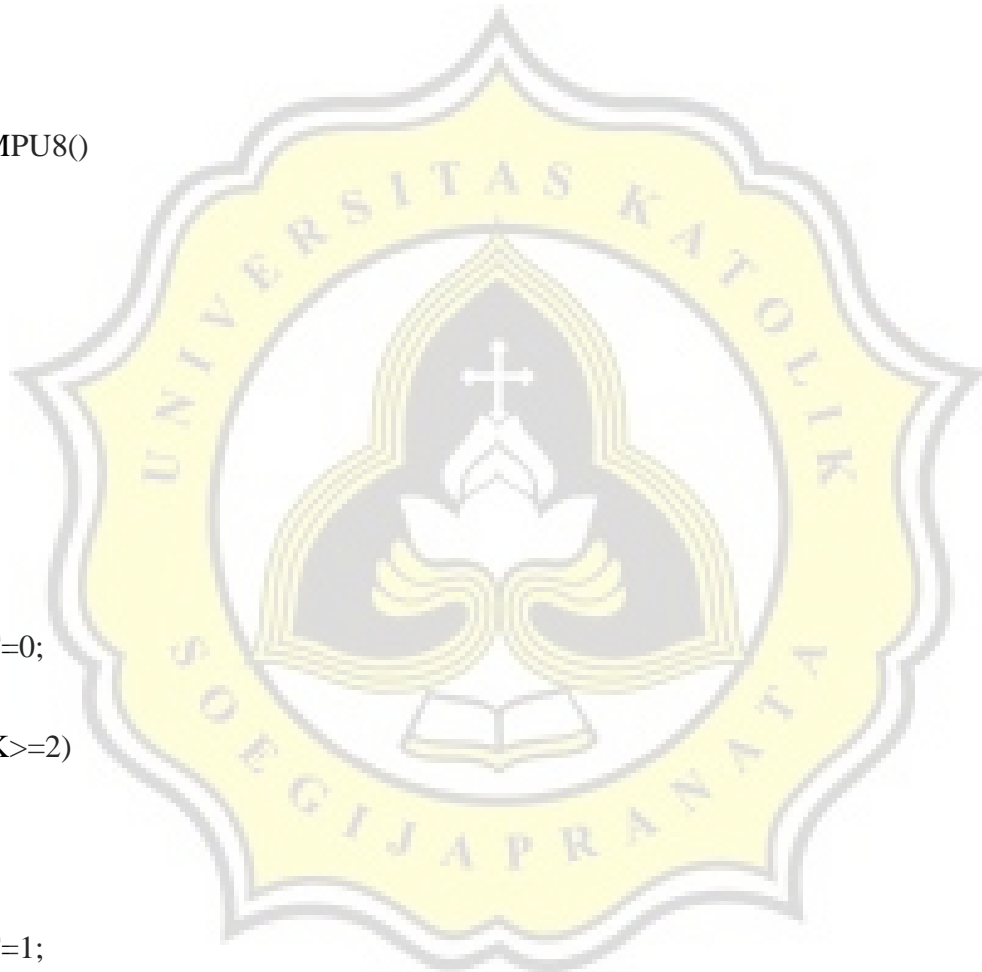 MPU8()
UNIVERSITAS KATOLIK
=0;
K>=2)
SOEGIJAPRANATA
=1;